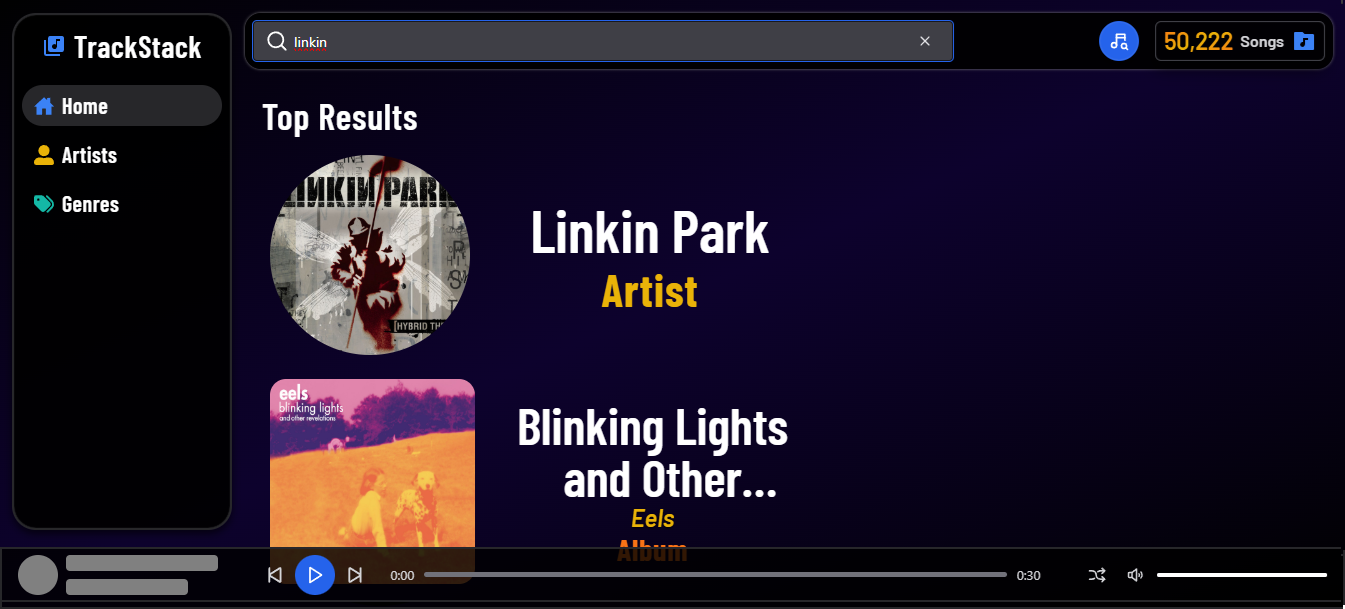 TrackStack
Home
Artists
Genres
linkin
50,222 Songs
Top Results
LINKIN PARK
[HYBRID TH
Linkin Park
Artist
eels
blinking lights
and other revelations
Blinking Lights
and Other...
Eels
Album
0:00
0:30